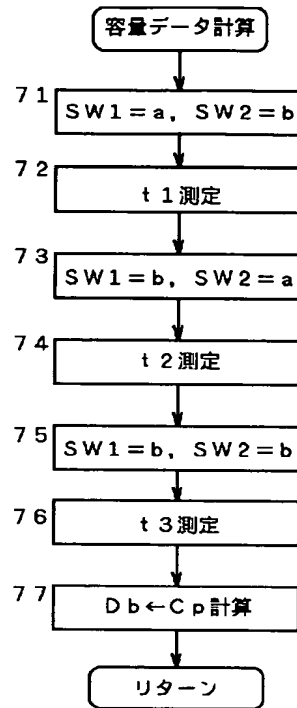 容量データ計算
71
SW1=a, SW2=b
72
t1測定
73
SW1=b, SW2=a
74
t2測定
75
SW1=b, SW2=b
76
t3測定
77
Db←Cp計算
リターン